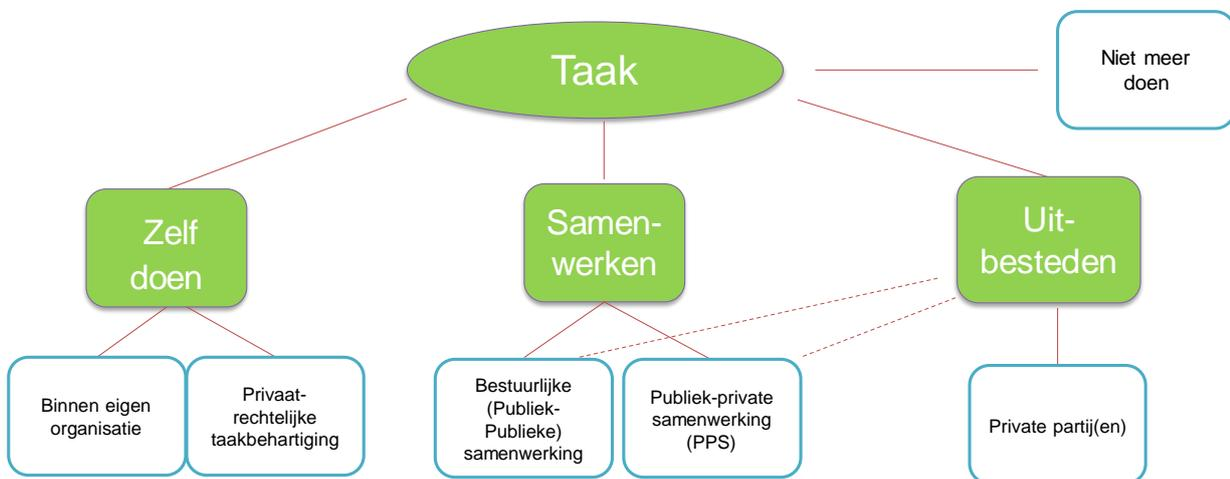 Taak
Niet meer
doen
Zelf
doen
Samen-
werken
Uit-
besteden
Binnen eigen
organisatie
Privaat-
rechtelijke
taakbehartiging
Bestuurlijke
(Publiek-
Publieke)
samenwerking
Publiek-private
samenwerking
(PPS)
Private partij(en)